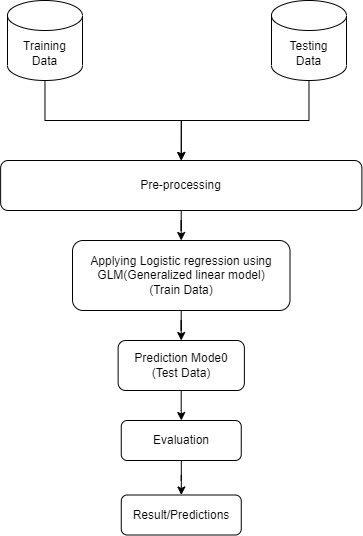 Training
Data
Testing
Data
Pre-processing
Applying Logistic regression using
GLM(Generalized linear model)
(Train Data)
Prediction Mode0
(Test Data)
Evaluation
Result/Predictions